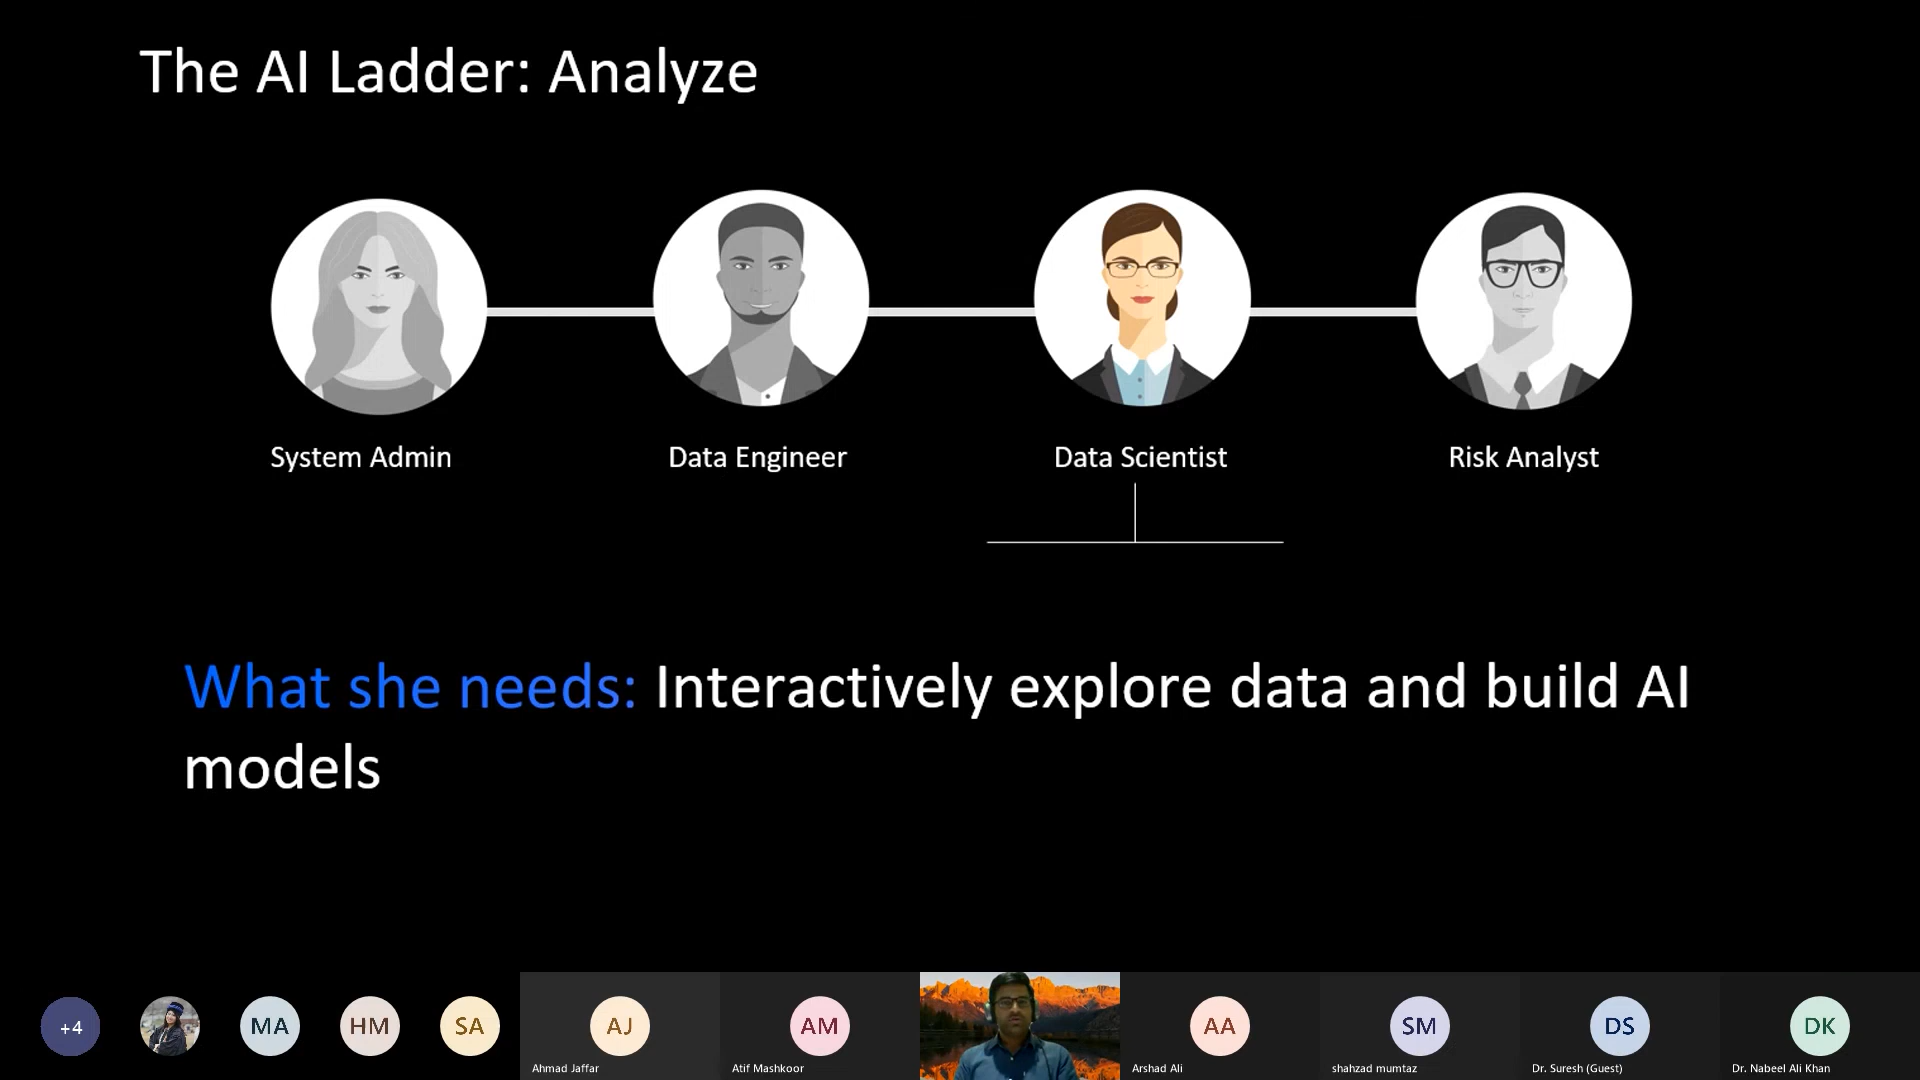 The AI Ladder: Analyze
System Admin
Data Engineer
Data Scientist
Risk Analyst
What she needs: Interactively explore data and build AI
models
+4
MA
HM
SA
AJ
AM
AA
SM
DS
DK
Ahmad Jaffar
Atif Mashkoor
Arshad Ali
shahzad mumtaz
Dr. Suresh (Guest)
Dr. Nabeel Ali Khan